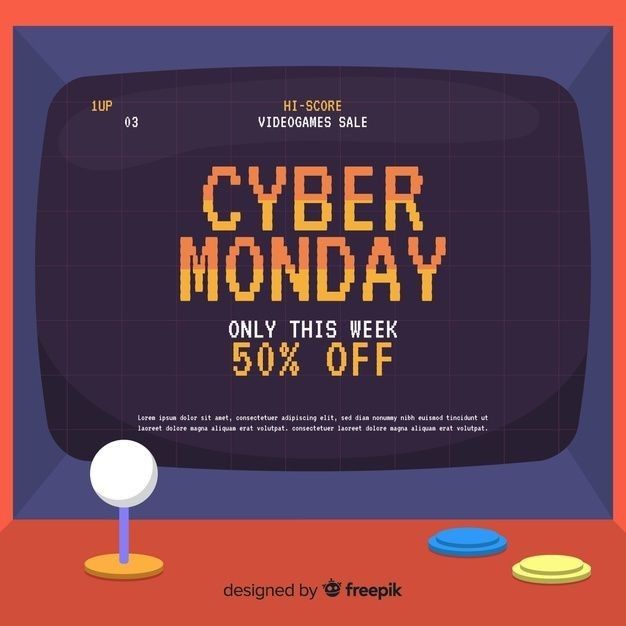 1UP
HI-SCORE
03
VIDEOGAMES SALE
CYBER
MONDAY
ONLY THIS WEEK
50% OFF
Lorem ipsum dolor sit amet, consectetuer adipiscing elit, sed diam nonummy nibh euismod tincidunt ut
laoreet dolore magna aliquam erat volutpat. consectetuer laoreet dolore magna aliquam erat volutpat.
designed by freepik